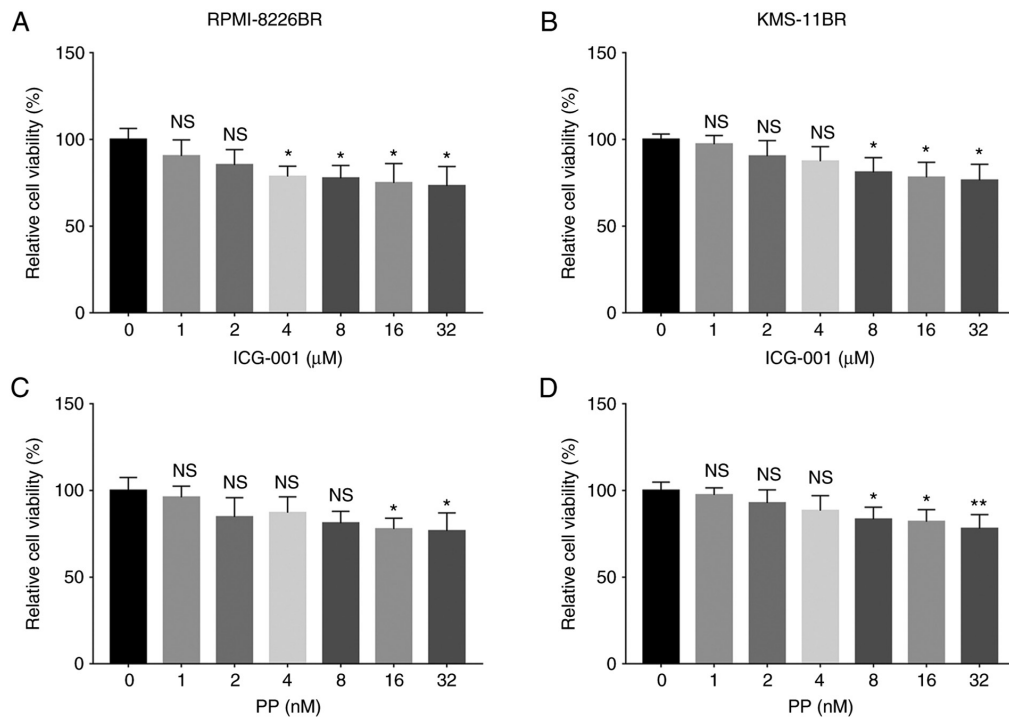 A
RPMI-8226BR
Relative cell viability (%)
150
100
50
0
NS
NS
*
*
*
*
0 1 2 4 8 16 32
ICG-001 (μM)
B
KMS-11BR
Relative cell viability (%)
150
100
50
0
NS
NS
NS
*
*
*
0 1 2 4 8 16 32
ICG-001 (μM)
C
Relative cell viability (%)
150
100
50
0
NS
NS
NS
NS
*
*
0 1 2 4 8 16 32
PP (nM)
D
Relative cell viability (%)
150
100
50
0
NS
NS
NS
*
*
**
0 1 2 4 8 16 32
PP (nM)